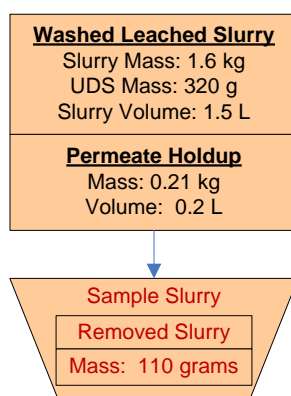 Washed Leached Slurry
Slurry Mass: 1.6 kg
UDS Mass: 320 g
Slurry Volume: 1.5 L
Permeate Holdup
Mass: 0.21 kg
Volume:  0.2 L
Sample Slurry
Removed Slurry
Mass:  110 grams